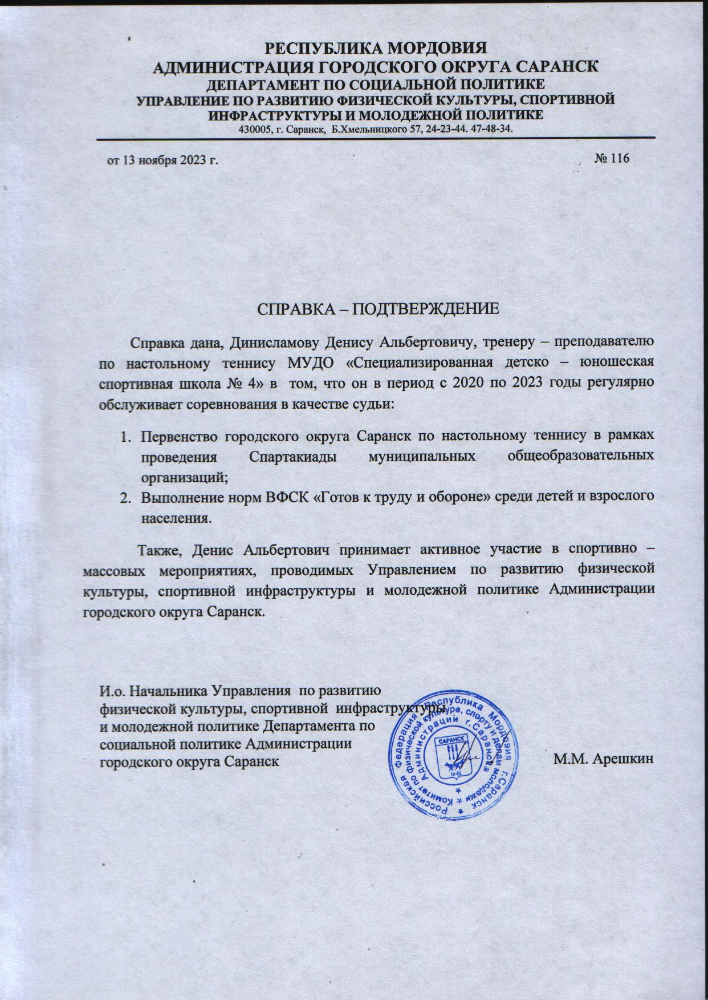 РЕСПУБЛИКА МОРДОВИЯ
АДМИНИСТРАЦИЯ ГОРОДСКОГО ОКРУГА САРАНСК
ДЕПАРТАМЕНТ ПО СОЦИАЛЬНОЙ ПОЛИТИКЕ
УПРАВЛЕНИЕ ПО РАЗВИТИЮ ФИЗИЧЕСКОЙ КУЛЬТУРЫ, СПОРТИВНОЙ
ИНФРАСТРУКТУРЫ И МОЛОДЕЖНОЙ ПОЛИТИКЕ
430005, г. Саранск, Б.Хмельницкого 57, 24-23-44. 47-48-34.
от 13 ноября 2023 г. № 116
СПРАВКА – ПОДТВЕРЖДЕНИЕ
Справка дана, Динисламову Денису Альбертовичу, тренеру – преподавателю
по настольному теннису МУДО «Специализированная детско – юношеская
спортивная школа № 4» в том, что он в период с 2020 по 2023 годы регулярно
обслуживает соревнования в качестве судьи:
1. Первенство городского округа Саранск по настольному теннису в рамках
проведения Спартакиады муниципальных общеобразовательных
организаций;
2. Выполнение норм ВФСК «Готов к труду и обороне» среди детей и взрослого
населения.
Также, Денис Альбертович принимает активное участие в спортивно –
массовых мероприятиях, проводимых Управлением по развитию физической
культуры, спортивной инфраструктуры и молодежной политике Администрации
городского округа Саранск.
И.о. Начальника Управления по развитию
физической культуры, спортивной инфраструктуры
и молодежной политике Департамента по
социальной политике Администрации
городского округа Саранск М.М. Арешкин
Российская Федерация Республика Мордовия г.Саранск
Комитет по физической культуре, спорту и делам молодежи
Администрации г.Саранска
САРАНСК
1641